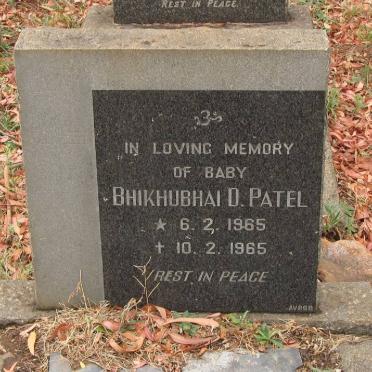 REST IN PEACE.
ॐ
IN LOVING MEMORY
OF BABY
BHIKHUBHAI D. PATEL
★ 6. 2. 1965
✝ 10. 2. 1965
REST IN PEACE